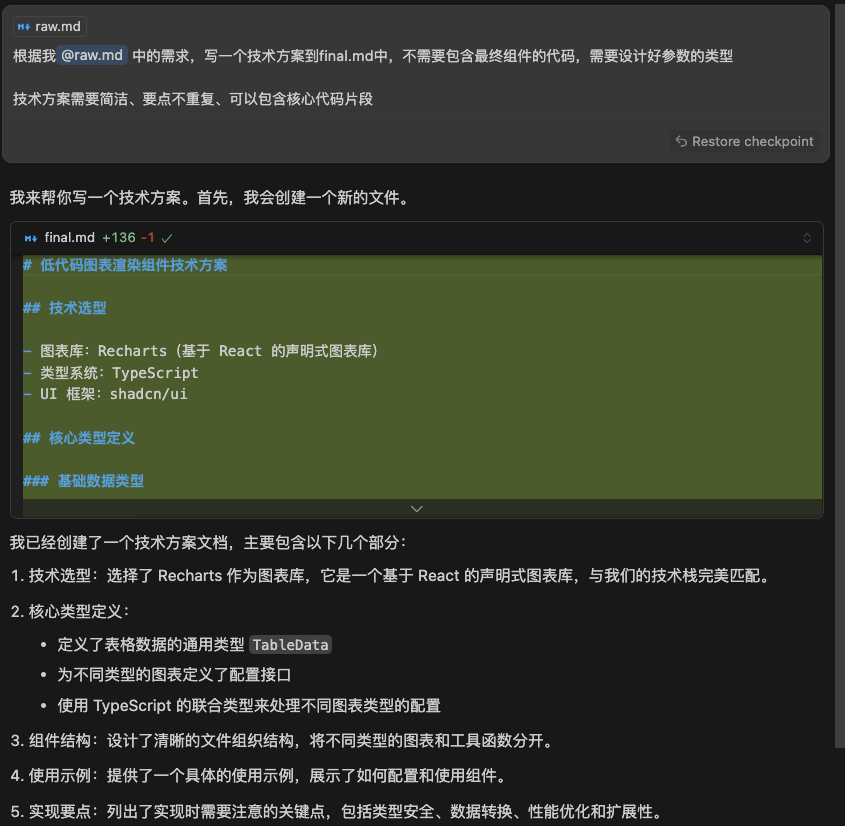 raw.md
根据我 @raw.md 中的需求，写一个技术方案到final.md中，不需要包含最终组件的代码，需要设计好参数的类型
技术方案需要简洁、要点不重复、可以包含核心代码片段
Restore checkpoint
我来帮你写一个技术方案。首先，我会创建一个新的文件。
final.md +136 -1
# 低代码图表渲染组件技术方案
## 技术选型
- 图表库：Recharts（基于 React 的声明式图表库）
- 类型系统：TypeScript
- UI 框架：shadcn/ui
## 核心类型定义
### 基础数据类型
我已经创建了一个技术方案文档，主要包含以下几个部分：
1. 技术选型：选择了 Recharts 作为图表库，它是一个基于 React 的声明式图表库，与我们的技术栈完美匹配。
2. 核心类型定义：
• 定义了表格数据的通用类型 TableData
• 为不同类型的图表定义了配置接口
• 使用 TypeScript 的联合类型来处理不同图表类型的配置
3. 组件结构：设计了清晰的文件组织结构，将不同类型的图表和工具函数分开。
4. 使用示例：提供了一个具体的使用示例，展示了如何配置和使用组件。
5. 实现要点：列出了实现时需要注意的关键点，包括类型安全、数据转换、性能优化和扩展性。